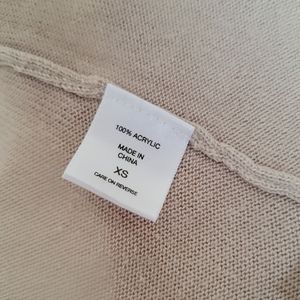 100% ACRYLIC
MADE IN
CHINA
XS
CARE ON REVERSE